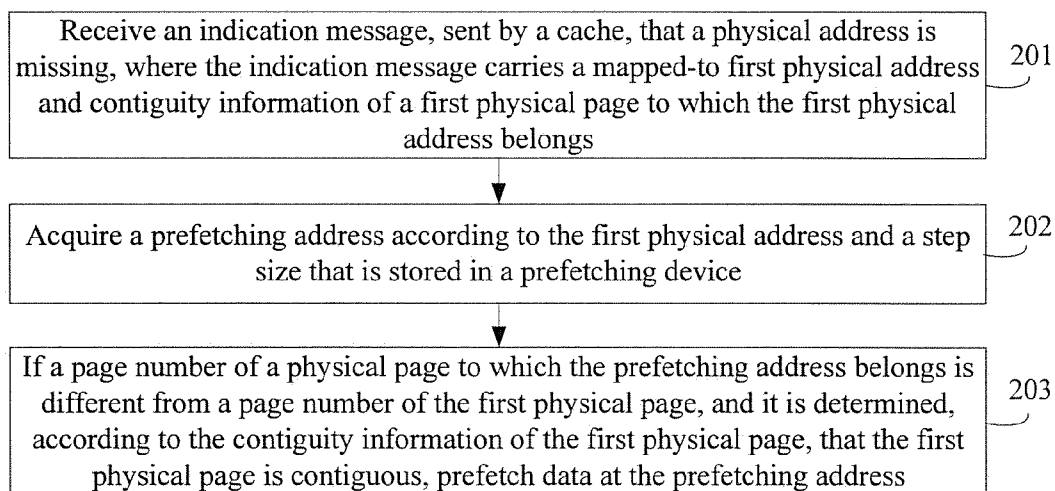 Receive an indication message, sent by a cache, that a physical address is
missing, where the indication message carries a mapped-to first physical address
and contiguity information of a first physical page to which the first physical
address belongs
201
Acquire a prefetching address according to the first physical address and a step
size that is stored in a prefetching device
202
If a page number of a physical page to which the prefetching address belongs is
different from a page number of the first physical page, and it is determined,
according to the contiguity information of the first physical page, that the first
physical page is contiguous, prefetch data at the prefetching address
203